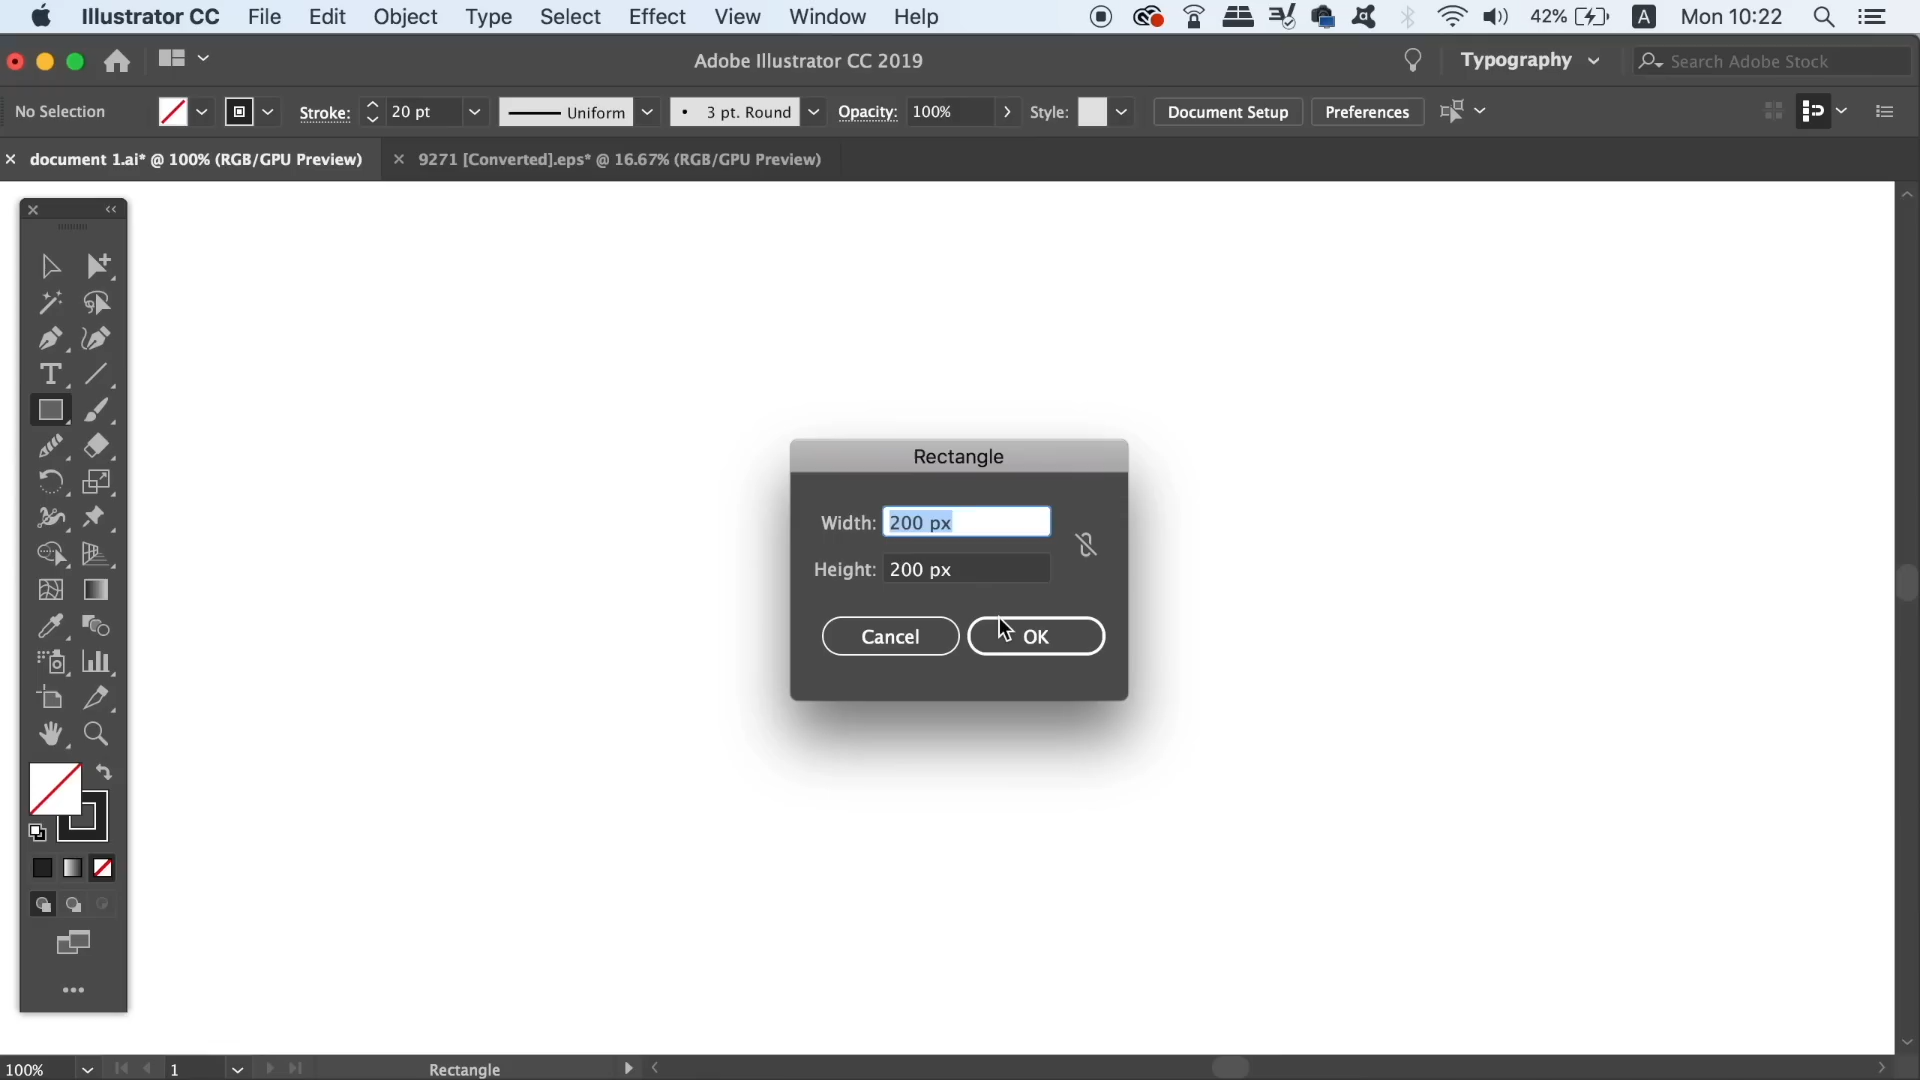 Illustrator CC File Edit Object Type Select Effect View Window Help 42% A Mon 10:22
Adobe Illustrator CC 2019 Typography Search Adobe Stock
No Selection Stroke: 20 pt Uniform 3 pt. Round Opacity: 100% Style: Document Setup Preferences
document 1.ai* @ 100% (RGB/GPU Preview) 9271 [Converted].eps* @ 16.67% (RGB/GPU Preview)
Rectangle
Width: 200 px
Height: 200 px
Cancel OK
100% 1 Rectangle